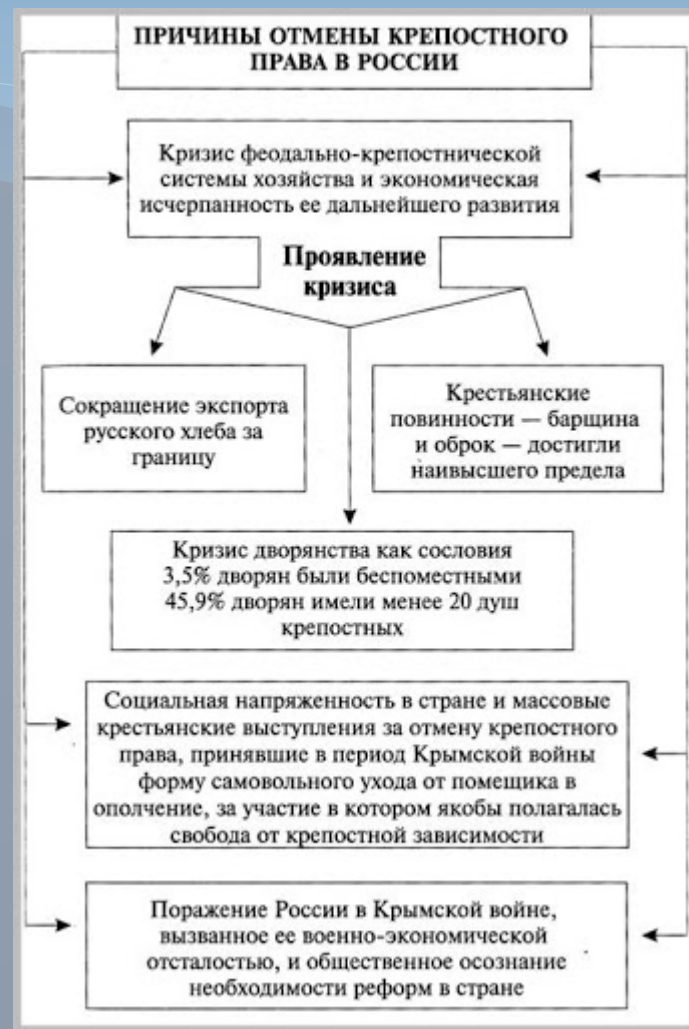 ПРИЧИНЫ ОТМЕНЫ КРЕПОСТНОГО
ПРАВА В РОССИИ
Кризис феодально-крепостнической
системы хозяйства и экономическая
исчерпанность ее дальнейшего развития
Проявление
кризиса
Сокращение экспорта
русского хлеба за
границу
Крестьянские
повинности — барщина
и оброк — достигли
наивысшего предела
Кризис дворянства как сословия
3,5% дворян были беспоместными
45,9% дворян имели менее 20 душ
крепостных
Социальная напряженность в стране и массовые
крестьянские выступления за отмену крепостного
права, принявшие в период Крымской войны
форму самовольного ухода от помещика в
ополчение, за участие в котором якобы полагалась
свобода от крепостной зависимости
Поражение России в Крымской войне,
вызванное ее военно-экономической
отсталостью, и общественное осознание
необходимости реформ в стране